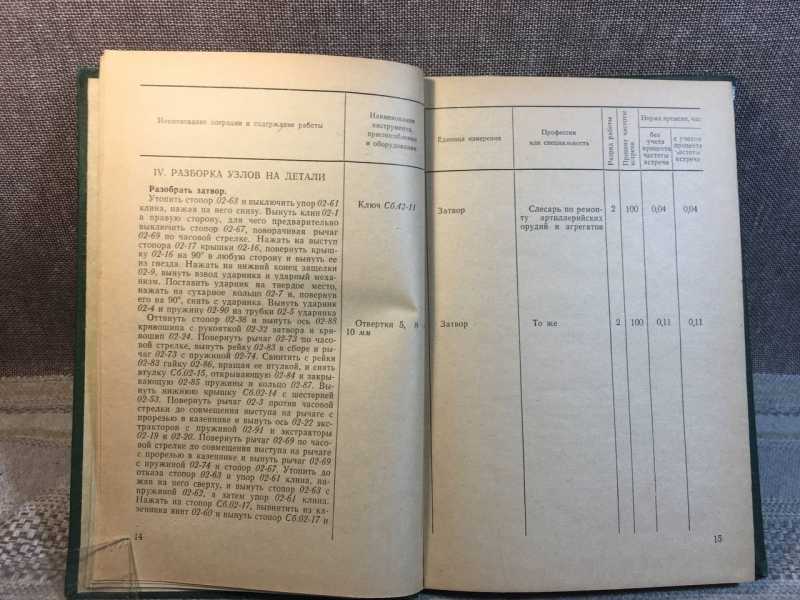 Наименование операции и содержание работы
Наименование
инструмента,
приспособления
и оборудования
IV. РАЗБОРКА УЗЛОВ НА ДЕТАЛИ
Разобрать затвор.
Утопить стопор 02-63 и выключить упор 02-61
клина, нажав на него снизу. Вынуть клин 02-1
в правую сторону, для чего предварительно
выключить стопор 02-67, поворачивая рычаг
02-69 по часовой стрелке. Нажать на выступ
стопора 02-17 крышки 02-16, повернуть крыш-
ку 02-16 на 90° в любую сторону и вынуть ее
из гнезда. Нажать на нижний конец защелки
02-9, вынуть взвод ударника и ударный меха-
низм. Поставить ударник на твердое место,
нажать на сухарное кольцо 02-7 и, повернув
его на 90°, снять с ударника. Вынуть ударник
02-4 и пружину 02-90 из трубки 02-5 ударника
Ключ Сб.42-11
Оттянуть стопор 02-38 и вынуть ось 02-88
кривошипа с рукояткой 02-32 затвора и кри-
вошип 02-24. Повернуть рычаг 02-73 по часо-
вой стрелке, вынуть рейку 02-83 в сборе и ры-
чаг 02-73 с пружиной 02-74. Свинтить с рейки
02-83 гайку 02-86, вращая ее втулкой, и снять
втулку Сб.02-15, открывающую 02-84 и закры-
вающую 02-85 пружины и кольцо 02-87. Вы-
нуть нижнюю крышку Сб.02-14 с шестерней
02-53. Повернуть рычаг 02-3 против часовой
стрелки до совмещения выступа на рычаге с
прорезью в казеннике и вынуть ось 02-22 экс-
тракторов с пружиной 02-91 и экстракторы
02-19 и 02-20. Повернуть рычаг 02-69 по часо-
вой стрелке до совмещения выступа на рычаге
с прорезью в казеннике и вынуть рычаг 02-69
с пружиной 02-74 и стопор 02-67. Утопить до
отказа стопор 02-63 и упор 02-61 клина, на-
жав на него сверху, и вынуть стопор 02-63 с
пружиной 02-62, а затем упор 02-61 клина.
Нажать на стопор Сб.02-17, вывинтить из ка-
зенника винт 02-60 и вынуть стопор Сб.02-17 и
Отвертки 5, 8
10 мм
14
Единица измерения
Профессия
или специальность
Разряд работы
Процент частоты
встреч
Норма времени, час
без
учета
процента
частоты
встреч
с учетом
процента
частоты
встреч
Затвор
Слесарь по ремон-
ту артиллерийских
орудий и агрегатов
2
100
0,04
0,04
Затвор
То же
2
100
0,11
0,11
15